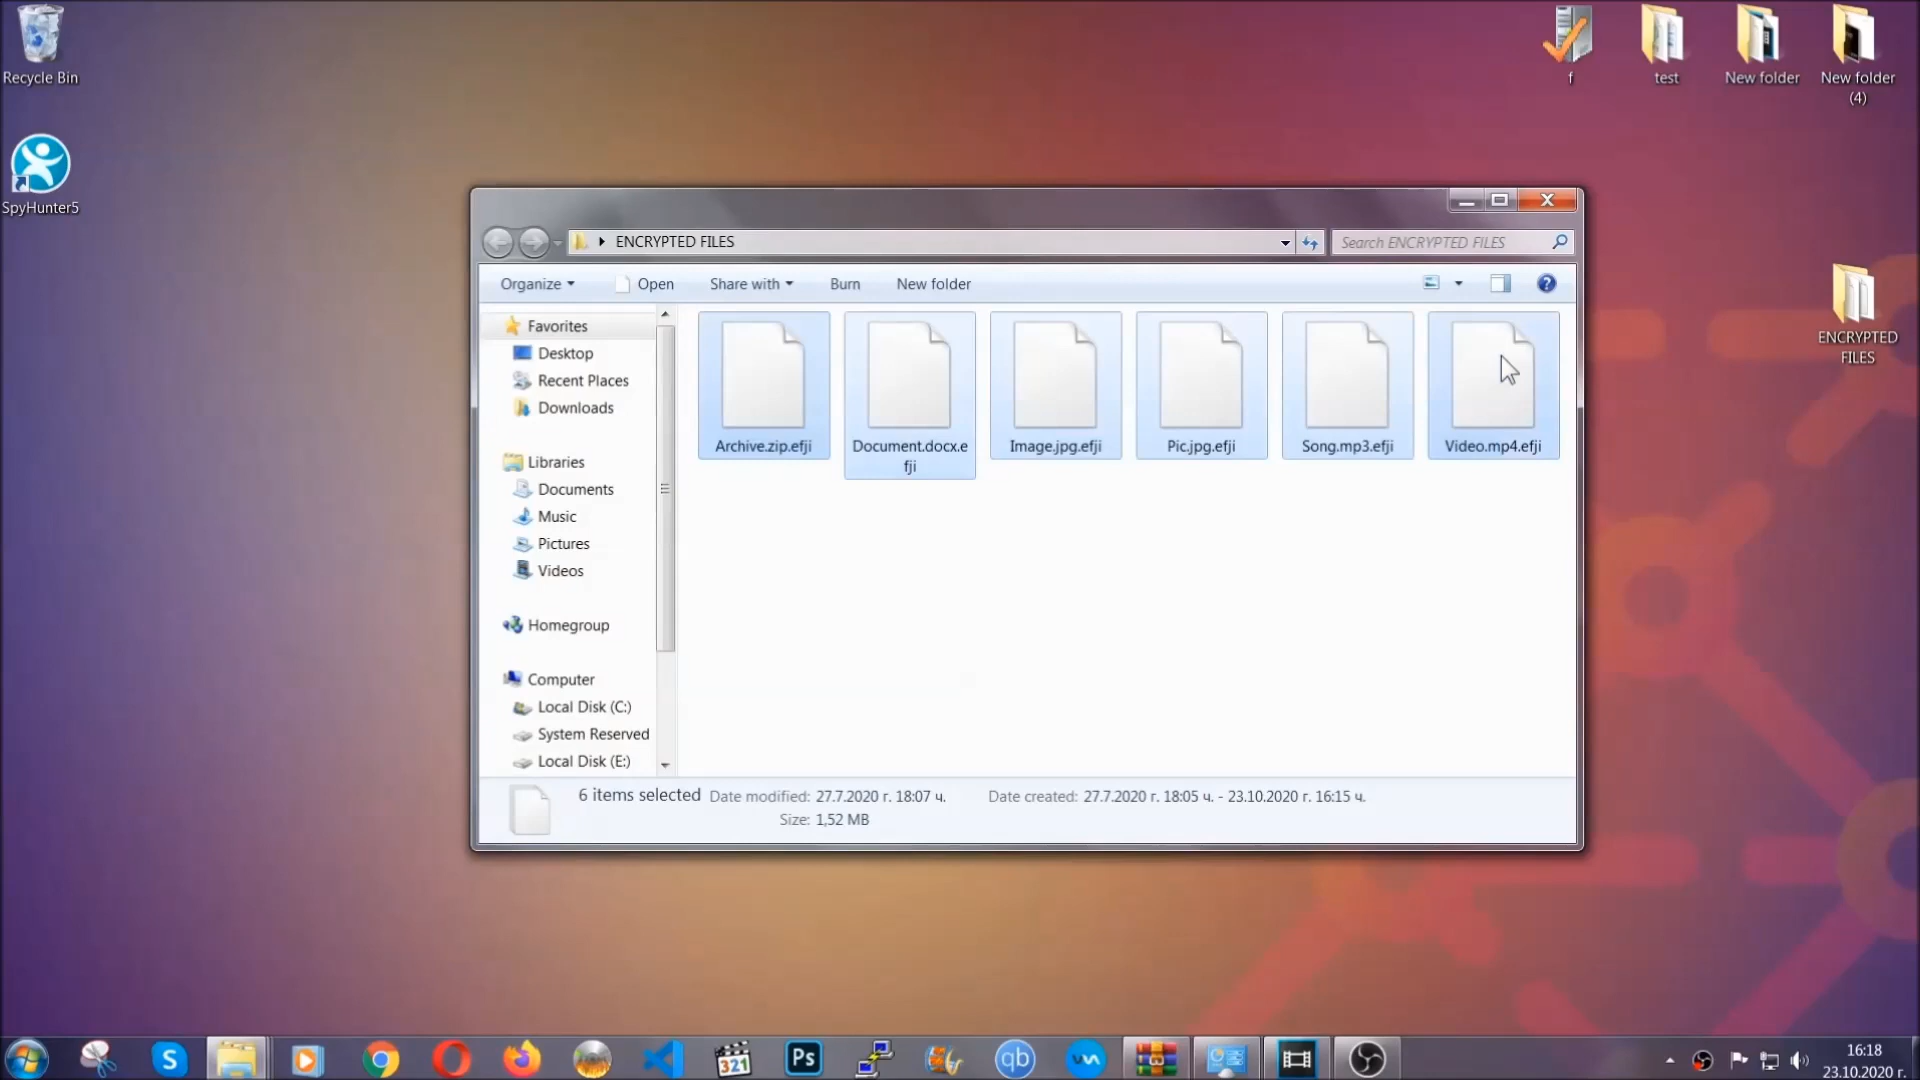 Recycle Bin
SpyHunter5
f
test
New folder
New folder
(4)
ENCRYPTED
FILES
ENCRYPTED FILES
Search ENCRYPTED FILES
Organize
Open
Share with
Burn
New folder
Favorites
Desktop
Recent Places
Downloads
Libraries
Documents
Music
Pictures
Videos
Homegroup
Computer
Local Disk (C:)
System Reserved
Local Disk (E:)
Archive.zip.efji
Document.docx.e
fji
Image.jpg.efji
Pic.jpg.efji
Song.mp3.efji
Video.mp4.efji
6 items selected Date modified: 27.7.2020 г. 18:07 ч. Date created: 27.7.2020 г. 18:05 ч. - 23.10.2020 г. 16:15 ч.
Size: 1,52 MB
S
321
Ps
qb
16:18
23.10.2020 г.